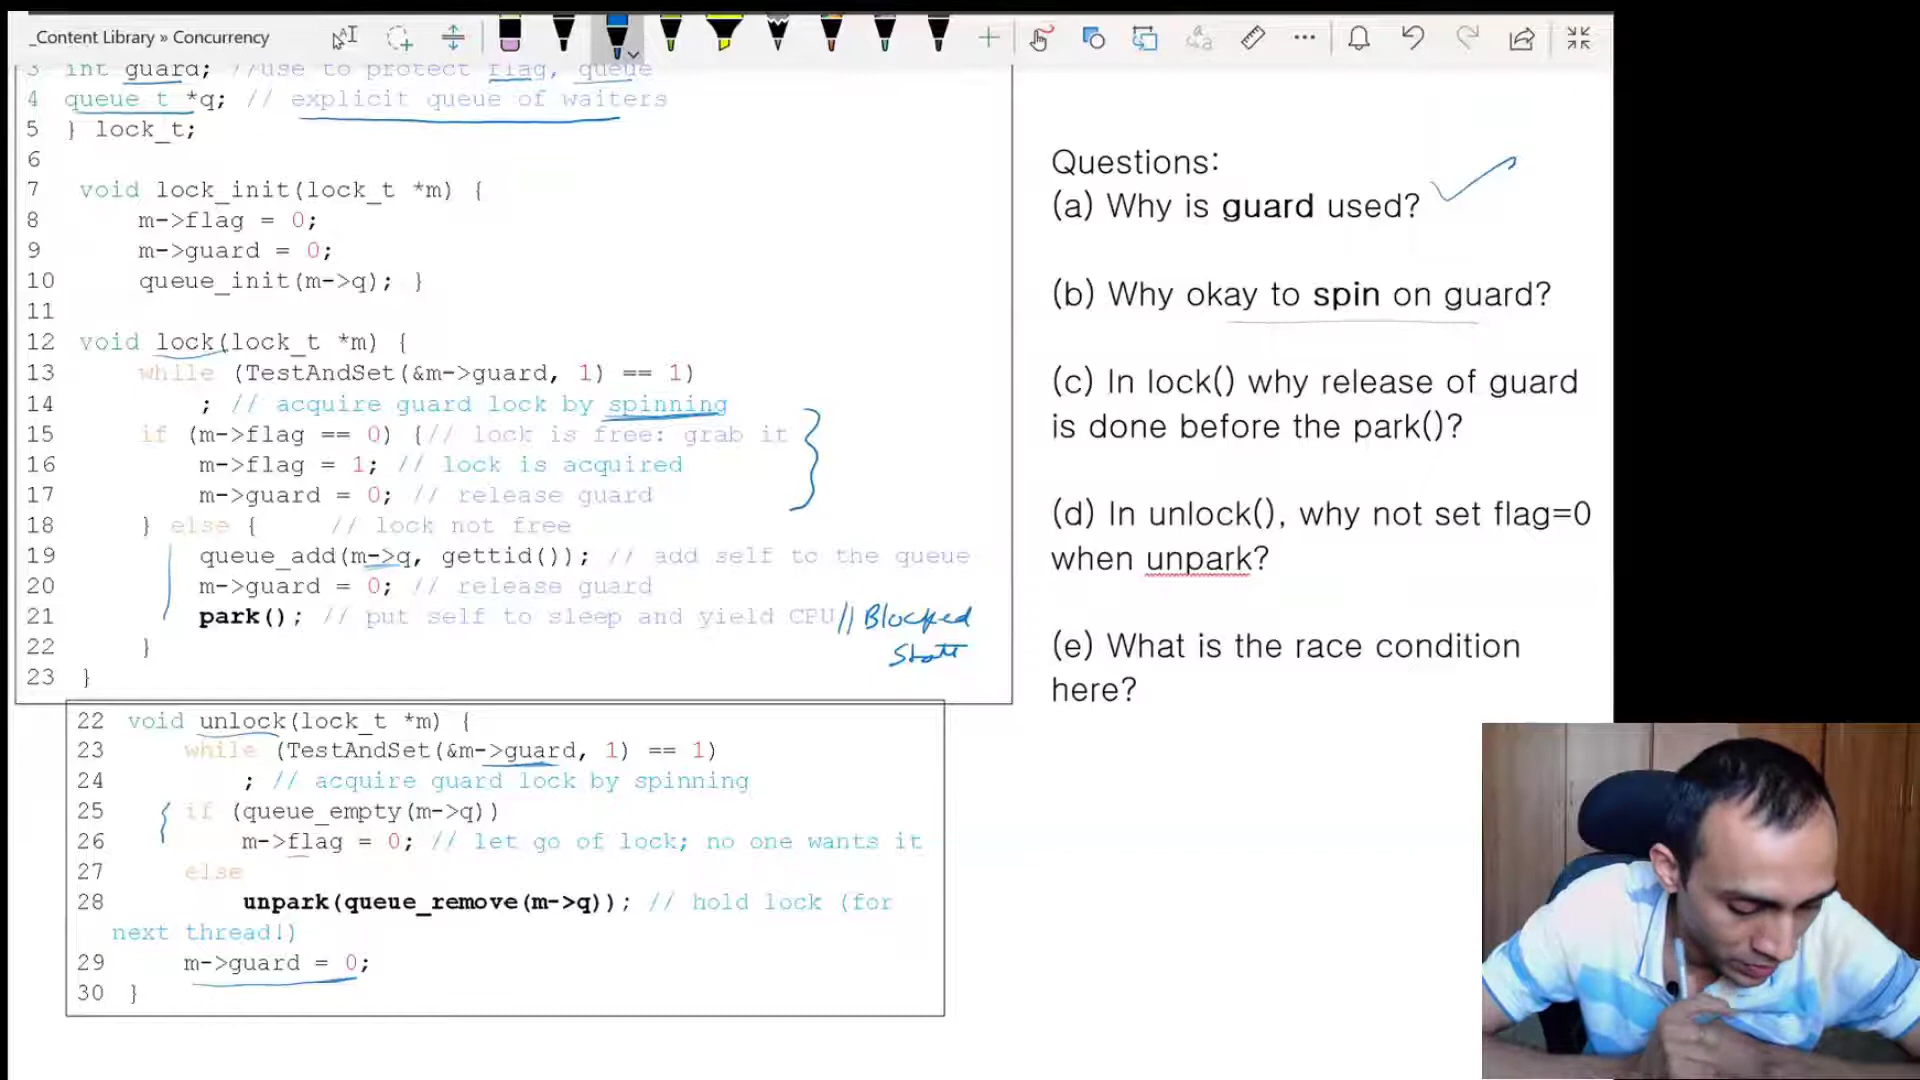 _Content Library » Concurrency
3 int guard; //use to protect flag, queue
4 queue_t *q; // explicit queue of waiters
5 } lock_t;
6
7 void lock_init(lock_t *m) {
8 m->flag = 0;
9 m->guard = 0;
10 queue_init(m->q); }
11
12 void lock(lock_t *m) {
13 while (TestAndSet(&m->guard, 1) == 1)
14 ; // acquire guard lock by spinning
15 if (m->flag == 0) {// lock is free: grab it
16 m->flag = 1; // lock is acquired
17 m->guard = 0; // release guard
18 } else { // lock not free
19 queue_add(m->q, gettid()); // add self to the queue
20 m->guard = 0; // release guard
21 park(); // put self to sleep and yield CPU // Blocked
State
22 }
23 }
22 void unlock(lock_t *m) {
23 while (TestAndSet(&m->guard, 1) == 1)
24 ; // acquire guard lock by spinning
25 if (queue_empty(m->q))
26 m->flag = 0; // let go of lock; no one wants it
27 else
28 unpark(queue_remove(m->q)); // hold lock (for
next thread!)
29 m->guard = 0;
30 }
Questions:
(a) Why is guard used?
(b) Why okay to spin on guard?
(c) In lock() why release of guard
is done before the park()?
(d) In unlock(), why not set flag=0
when unpark?
(e) What is the race condition
here?